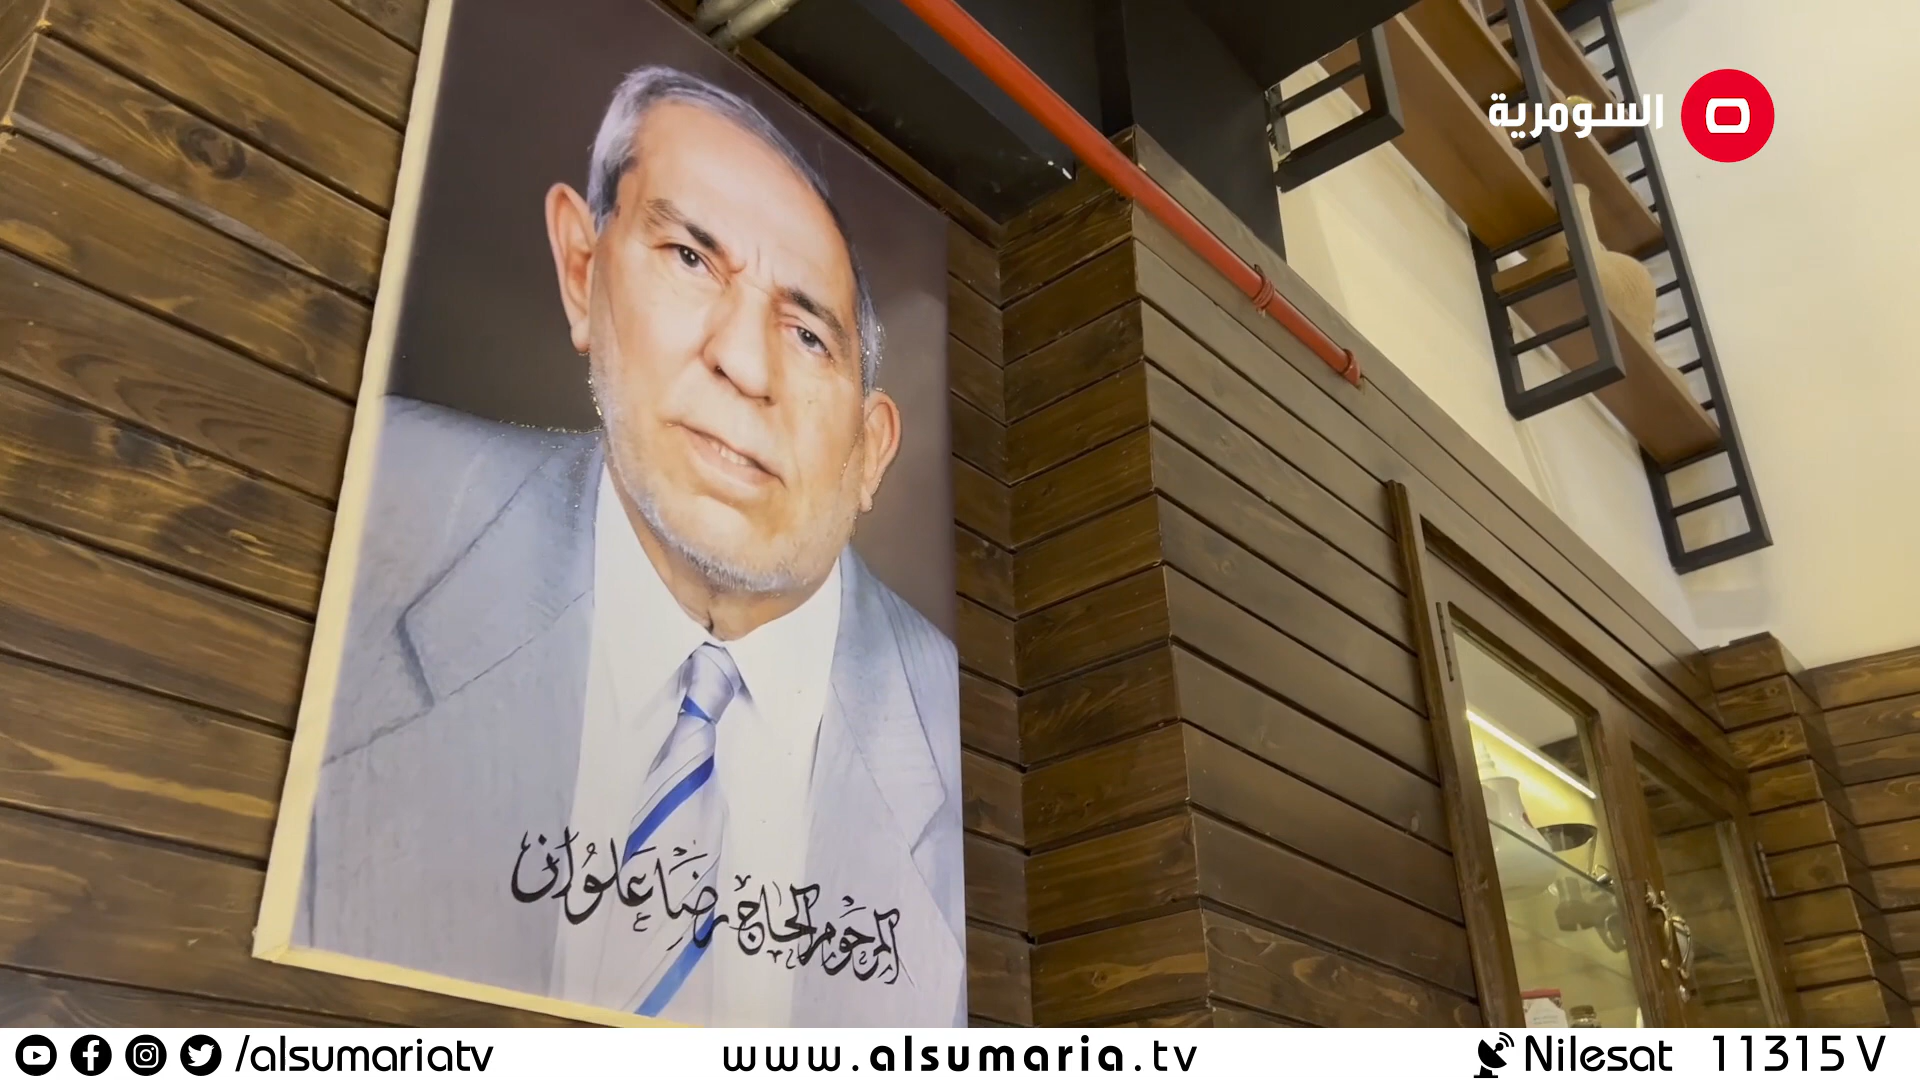 السومرية
المرحوم الحاج رضا علوان
/alsumariatv
www.alsumaria.tv
Nilesat 11315 V